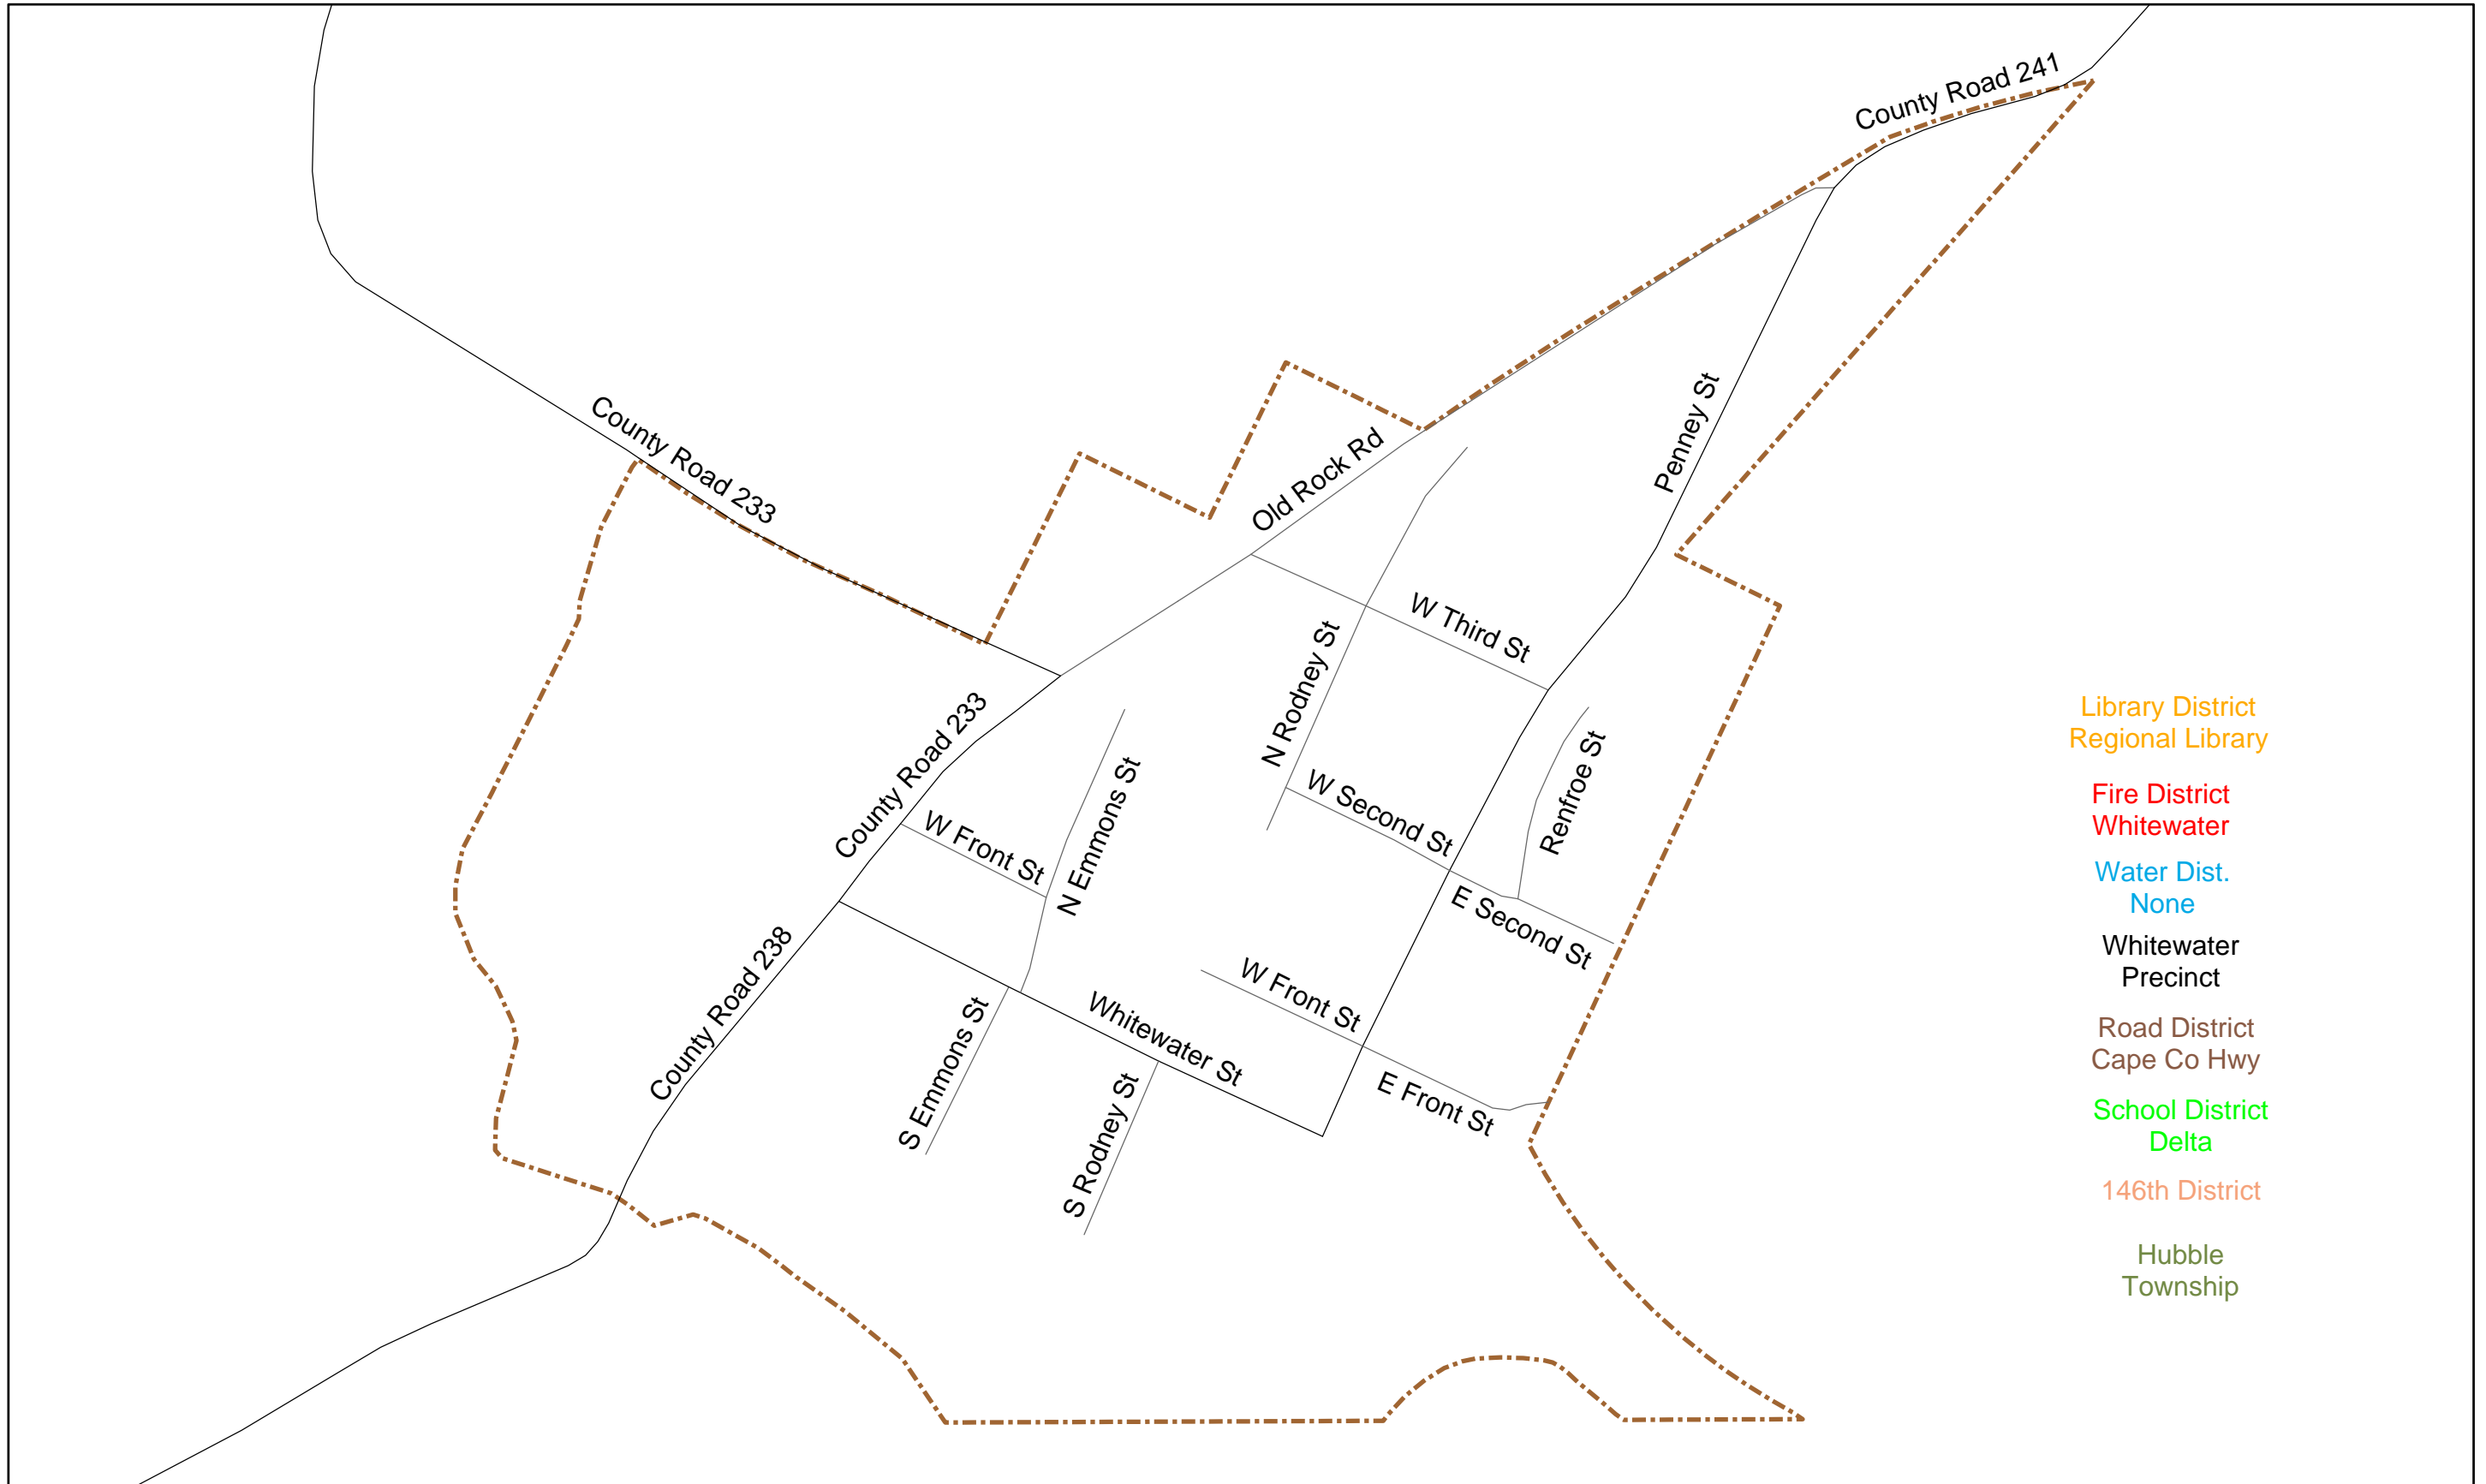 County Road 241
Penney St
County Road 233
Old Rock Rd
W Third St
N Rodney St
County Road 233
W Second St
Renfroe St
N Emmons St
W Front St
E Second St
County Road 238
W Front St
Whitewater St
S Emmons St
E Front St
S Rodney St
Library District
Regional Library
Fire District
Whitewater
Water Dist.
None
Whitewater
Precinct
Road District
Cape Co Hwy
School District
Delta
146th District
Hubble
Township